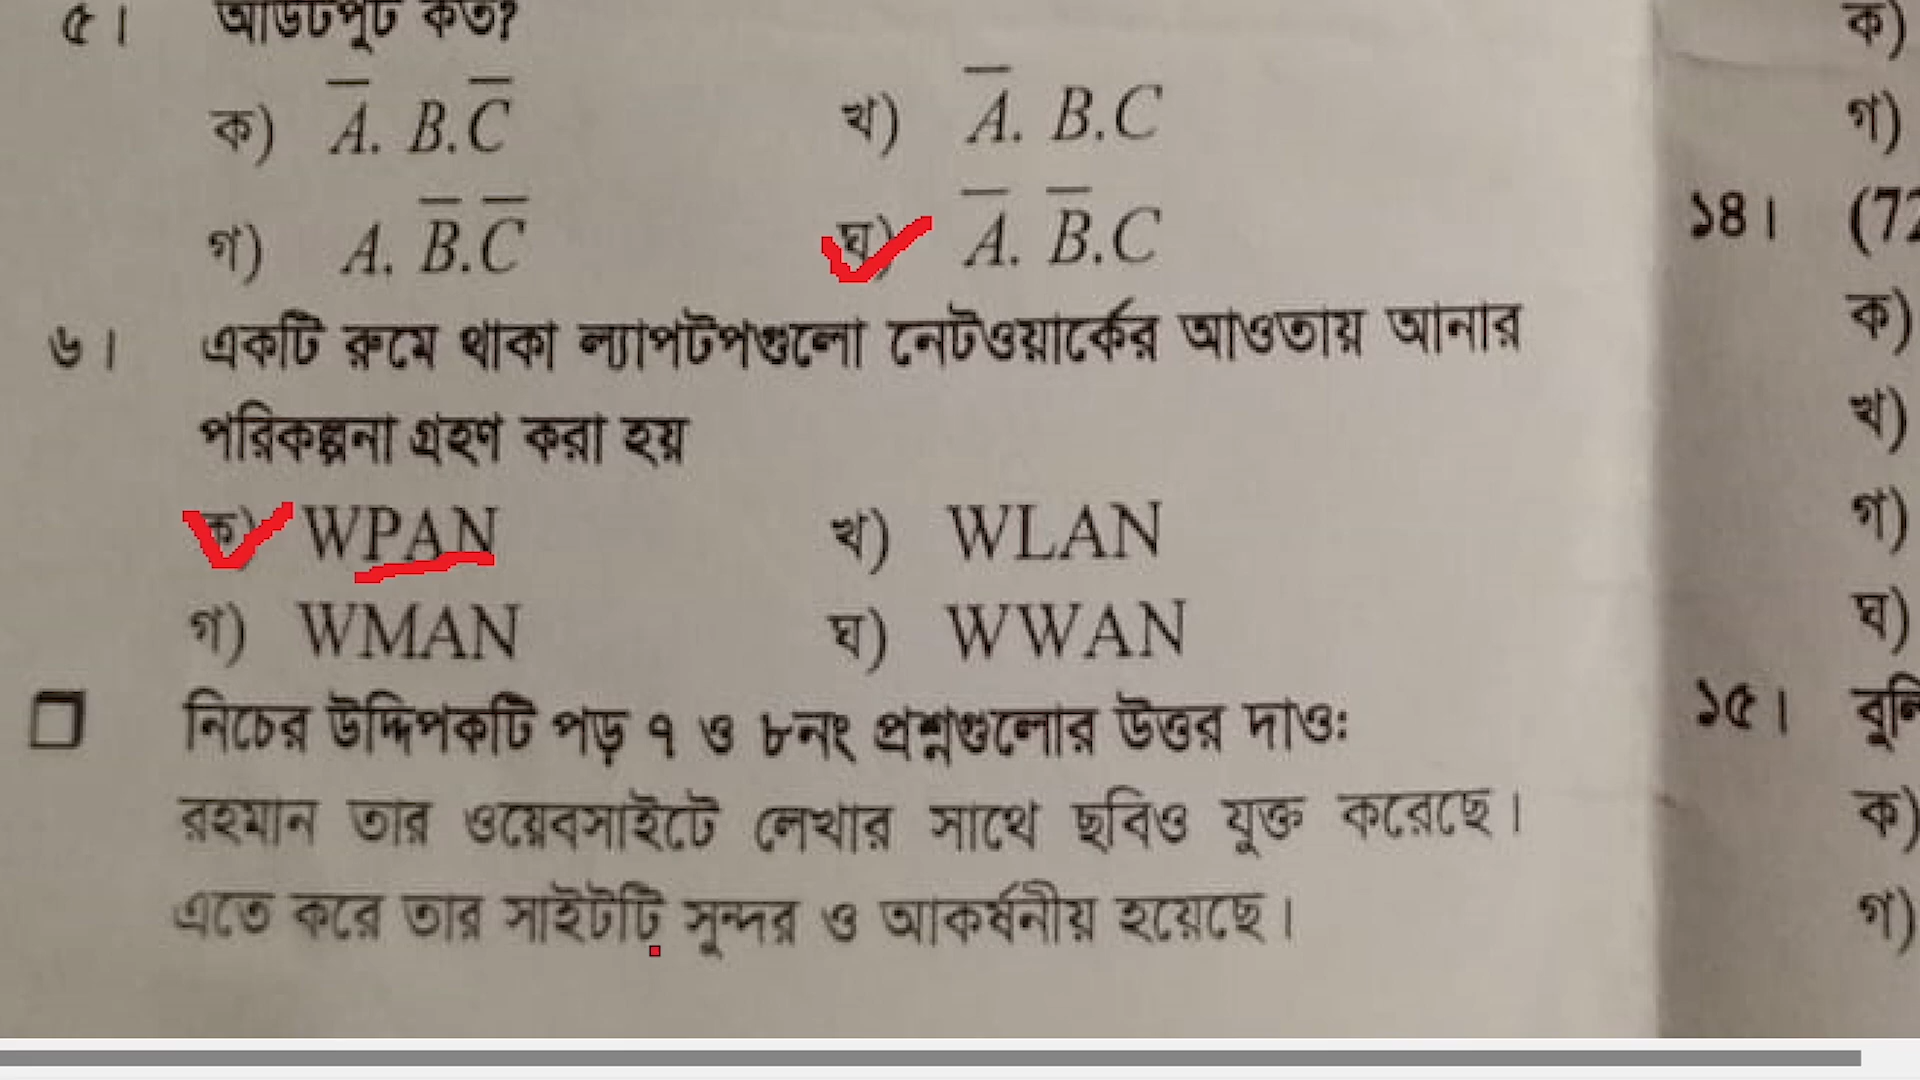 ৫। আউটপুট কত?
ক) A̅. B.C̅ খ) A̅. B.C
গ) A. B̅.C̅ ঘ) A̅. B̅.C
৬। একটি রুমে থাকা ল্যাপটপগুলো নেটওয়ার্কের আওতায় আনার
পরিকল্পনা গ্রহণ করা হয়
ক) WPAN খ) WLAN
গ) WMAN ঘ) WWAN
নিচের উদ্দিপকটি পড় ৭ ও ৮নং প্রশ্নগুলোর উত্তর দাওঃ
রহমান তার ওয়েবসাইটে লেখার সাথে ছবিও যুক্ত করেছে।
এতে করে তার সাইটটি সুন্দর ও আকর্ষনীয় হয়েছে।
ক)
গ)
১৪। (72
ক)
খ)
গ)
ঘ)
১৫।
ক)
গ)